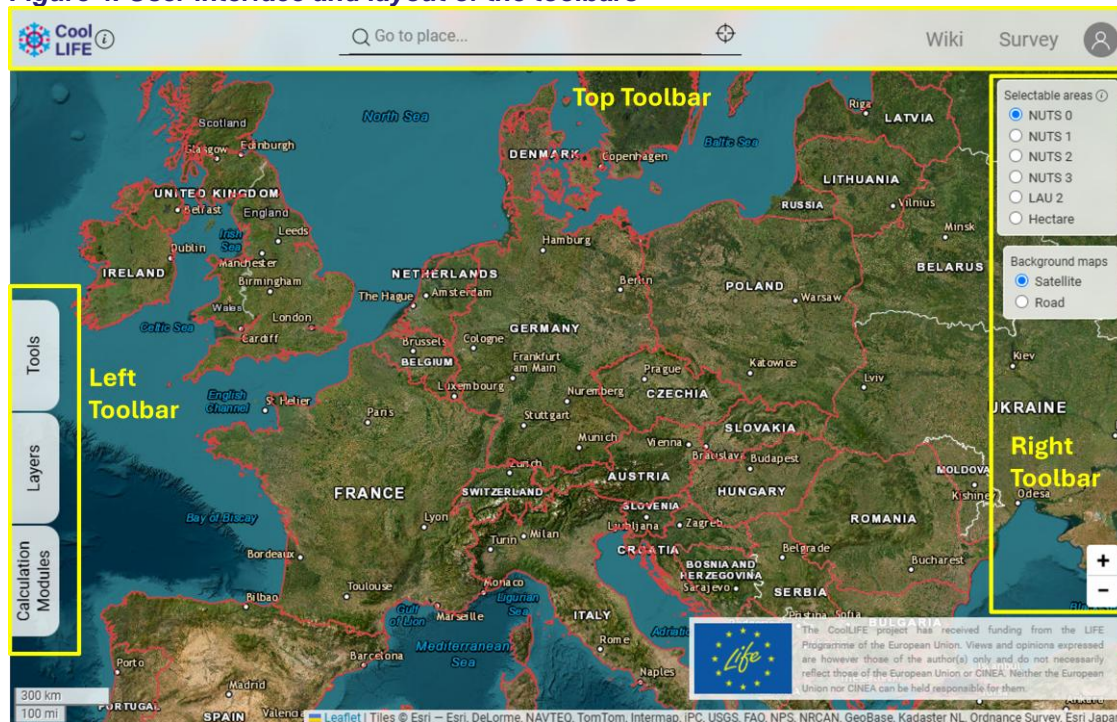 Figure 4. User interface and layout of the toolbars
Cool
LIFE
Go to place...
Wiki
Survey
Top Toolbar
Selectable areas
NUTS 0
NUTS 1
NUTS 2
NUTS 3
LAU 2
Hectare
Background maps
Satellite
Road
Right
Toolbar
+
−
Left
Toolbar
Tools
Layers
Calculation
Modules
North Sea
Baltic Sea
Riga
LATVIA
Scotland
Glasgow
Edinburgh
DENMARK
Copenhagen
LITHUANIA
Vilnius
RUSSIA
Minsk
UNITED KINGDOM
Belfast
England
Irish
Sea
Leeds
Dublin
Manchester
IRELAND
Birmingham
Hamburg
BELARUS
NETHERLANDS
Amsterdam
The Hague
Berlin
POLAND
Warsaw
Wales
London
Cardiff
Celtic Sea
GERMANY
Brussels
Cologne
BELGIUM
Frankfurt
am Main
Prague
Katowice
Kiev
Lviv
English
Channel
St Helier
Luxembourg
Nuremberg
CZECHIA
Paris
Stuttgart
UKRAINE
SLOVAKIA
Munich
Vienna
Bratislava
Budapest
Zurich
AUSTRIA
MOLDOVA
FRANCE
SWITZERLAND
HUNGARY
Odesa
SLOVENIA
Ljubljana
Zagreb
ROMANIA
Bay of Biscay
Lyon
Turin
Milan
CROATIA
Bordeaux
BOSNIA AND
HERZEGOVINA
Belgrade
Bucharest
Sarajevo
SERBIA
Toulouse
Monaco
Bilbao
Gulf
of Lion
Marseille
Ligurian
Sea
ITALY
Pristina
Sofia
BULGARIA
Mediterranean
Sea
Rome
Barcelona
Naples
Porto
Madrid
PORTUGAL
SPAIN
300 km
100 mi
Life
The CoolLIFE project has received funding from the LIFE
Programme of the European Union. Views and opinions expressed
are however those of the author(s) only and do not necessarily
reflect those of the European Union or CINEA. Neither the European
Union nor CINEA can be held responsible for them.
Leaflet | Tiles © Esri — Esri, DeLorme, NAVTEQ, TomTom, Intermap, iPC, USGS, FAO, NPS, NRCAN, GeoBase, Kadaster NL, Ordnance Survey, Esri